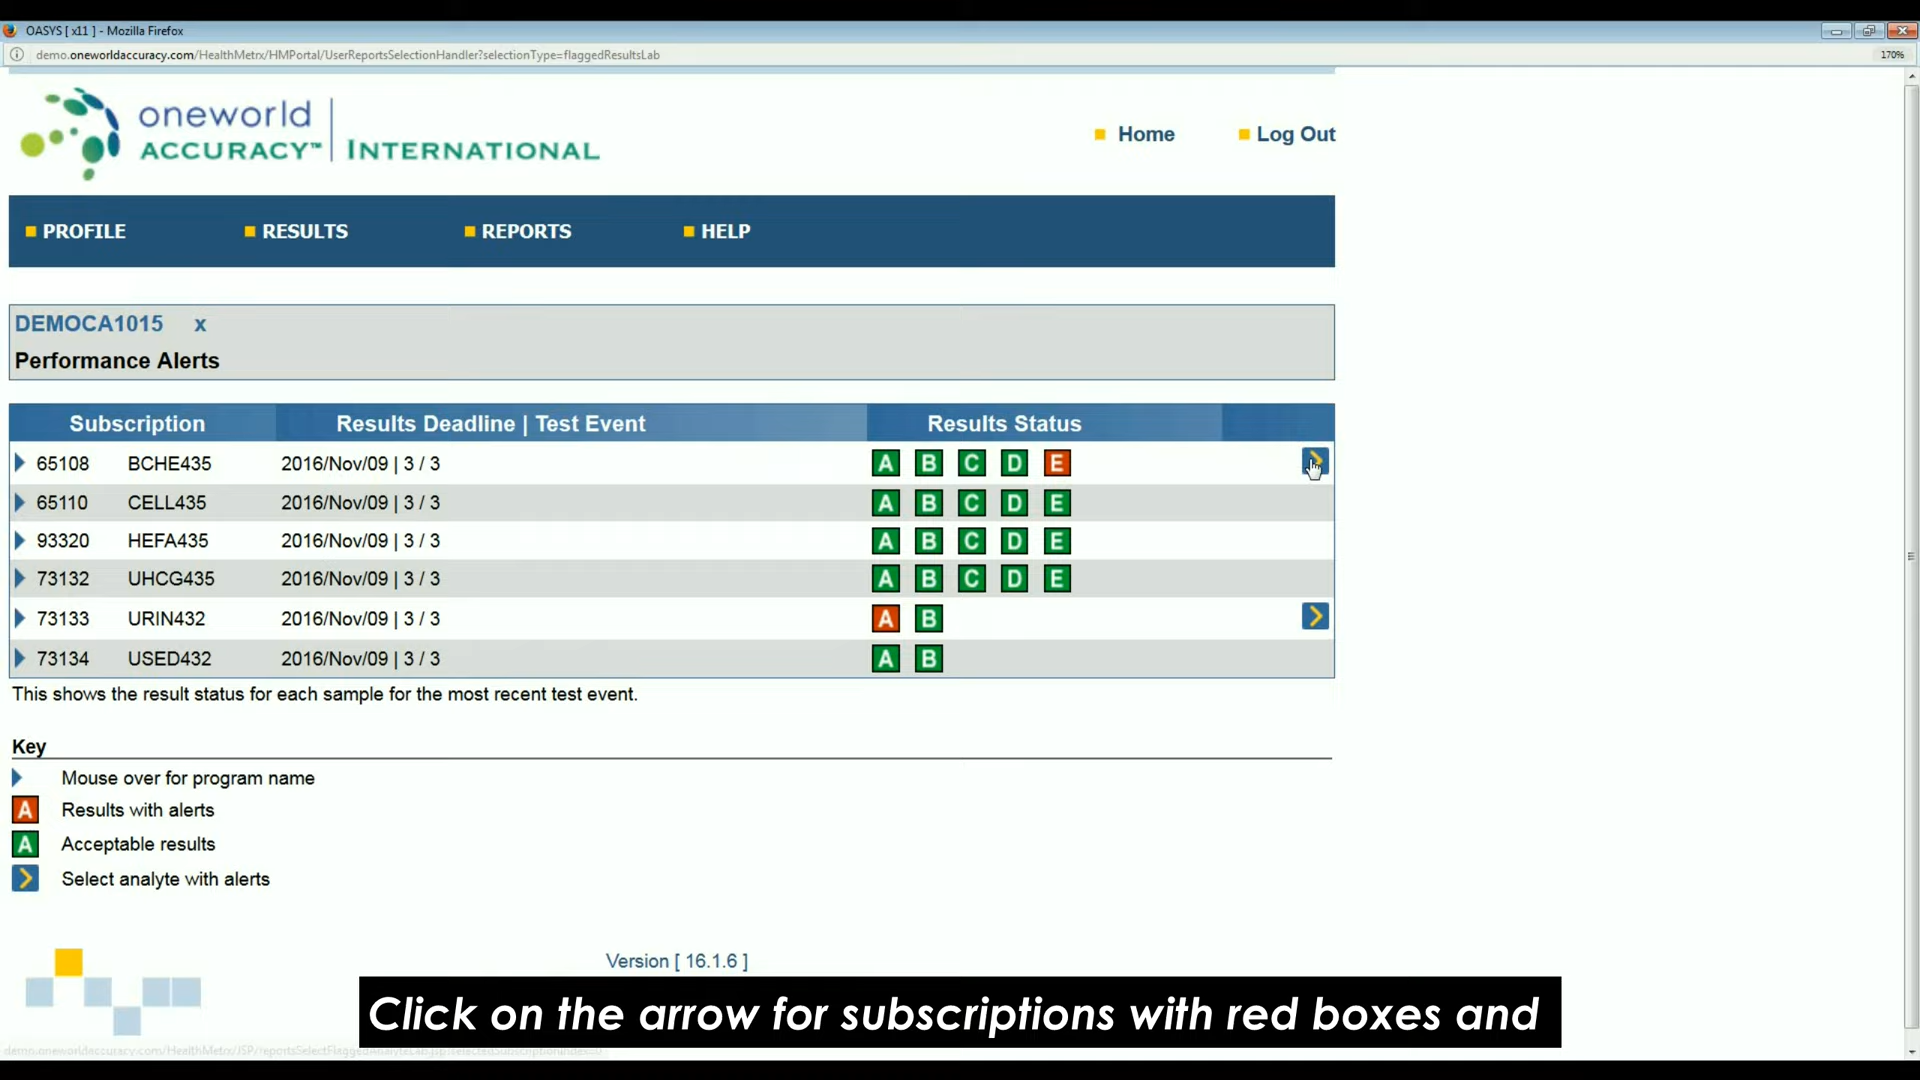 OASYS [ x11 ] - Mozilla Firefox
demo.oneworldaccuracy.com/HealthMetrx/HMPortal/UserReportsSelectionHandler?selectionType=flaggedResultsLab
170%
oneworld
ACCURACY™ INTERNATIONAL
Home
Log Out
PROFILE
RESULTS
REPORTS
HELP
DEMOCA1015 x
Performance Alerts
Subscription Results Deadline | Test Event Results Status
65108 BCHE435 2016/Nov/09 | 3 / 3 A B C D E
65110 CELL435 2016/Nov/09 | 3 / 3 A B C D E
93320 HEFA435 2016/Nov/09 | 3 / 3 A B C D E
73132 UHCG435 2016/Nov/09 | 3 / 3 A B C D E
73133 URIN432 2016/Nov/09 | 3 / 3 A B
73134 USED432 2016/Nov/09 | 3 / 3 A B
This shows the result status for each sample for the most recent test event.
Key
Mouse over for program name
A Results with alerts
A Acceptable results
Select analyte with alerts
Version [ 16.1.6 ]
Click on the arrow for subscriptions with red boxes and